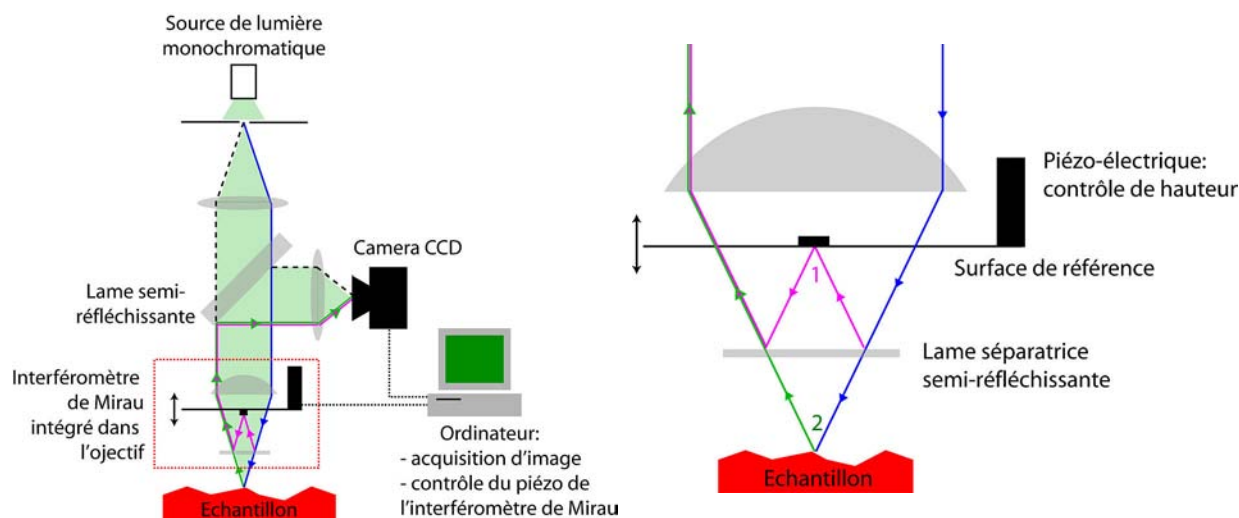 Source de lumière
monochromatique
Camera CCD
Lame semi-
réfléchissante
Interféromètre
de Mirau
intégré dans
l'ojectif
Ordinateur:
- acquisition d'image
- contrôle du piézo de
l'interféromètre de Mirau
Echantillon
Piézo-électrique:
contrôle de hauteur
1
Surface de référence
Lame séparatrice
semi-réfléchissante
2
Echantillon